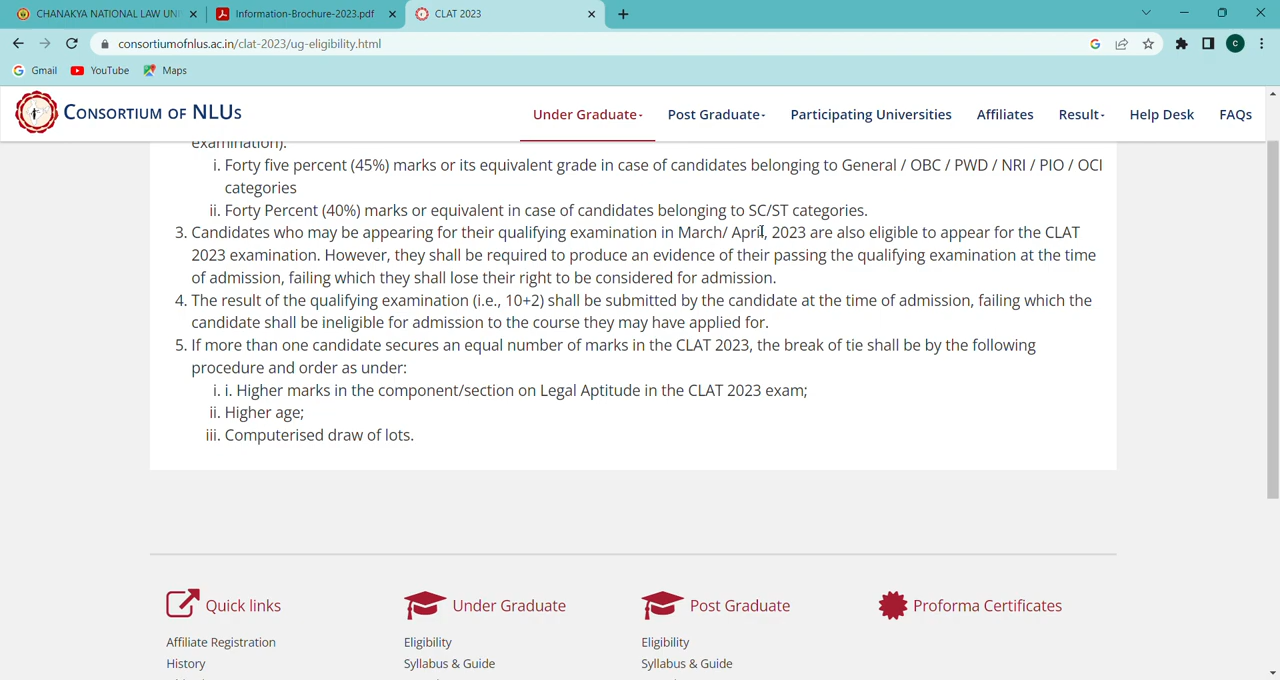 CHANAKYA NATIONAL LAW UNI
Information-Brochure-2023.pdf
CLAT 2023
consortiumofnlus.ac.in/clat-2023/ug-eligibility.html
C
Gmail
YouTube
Maps
CONSORTIUM OF NLUs
Under Graduate
Post Graduate
Participating Universities
Affiliates
Result
Help Desk
FAQs
examination).
i. Forty five percent (45%) marks or its equivalent grade in case of candidates belonging to General / OBC / PWD / NRI / PIO / OCI
categories
ii. Forty Percent (40%) marks or equivalent in case of candidates belonging to SC/ST categories.
3. Candidates who may be appearing for their qualifying examination in March/ April, 2023 are also eligible to appear for the CLAT
2023 examination. However, they shall be required to produce an evidence of their passing the qualifying examination at the time
of admission, failing which they shall lose their right to be considered for admission.
4. The result of the qualifying examination (i.e., 10+2) shall be submitted by the candidate at the time of admission, failing which the
candidate shall be ineligible for admission to the course they may have applied for.
5. If more than one candidate secures an equal number of marks in the CLAT 2023, the break of tie shall be by the following
procedure and order as under:
i. i. Higher marks in the component/section on Legal Aptitude in the CLAT 2023 exam;
ii. Higher age;
iii. Computerised draw of lots.
Quick links
Under Graduate
Post Graduate
Proforma Certificates
Affiliate Registration
Eligibility
Eligibility
History
Syllabus & Guide
Syllabus & Guide